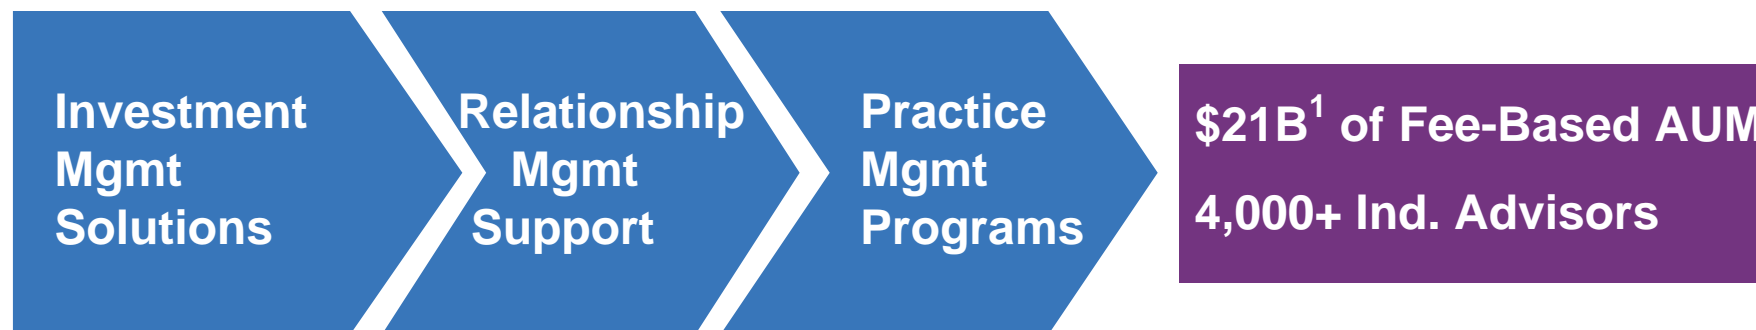 Investment
Mgmt
Solutions
Relationship
Mgmt
Support
Practice
Mgmt
Programs
$21B¹ of Fee-Based AUM
4,000+ Ind. Advisors